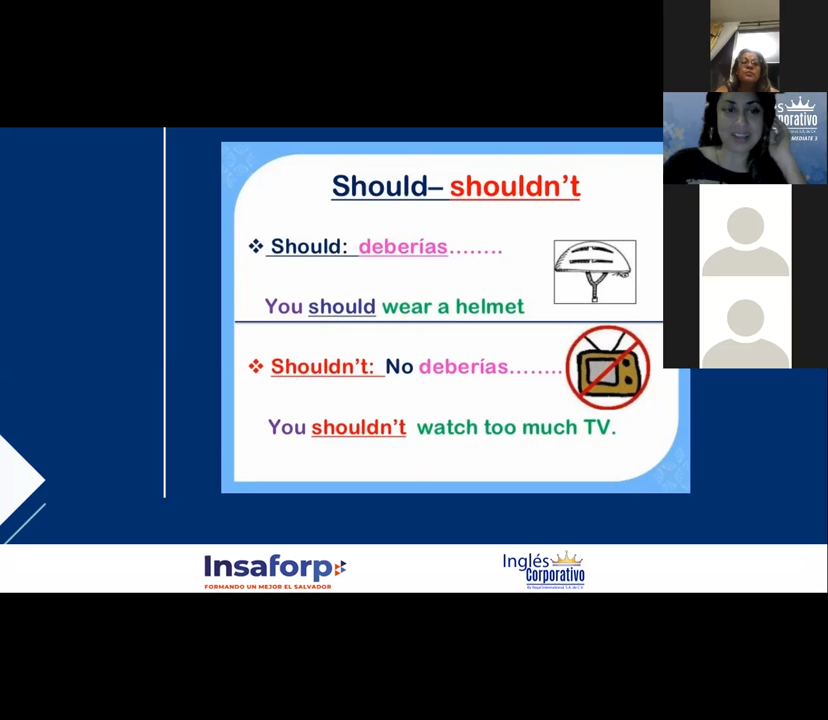 Should– shouldn't
❖ Should: deberías........
You should wear a helmet
❖ Shouldn't: No deberías........
You shouldn't watch too much TV.
Insaforp
FORMANDO UN MEJOR EL SALVADOR
Inglés
Corporativo